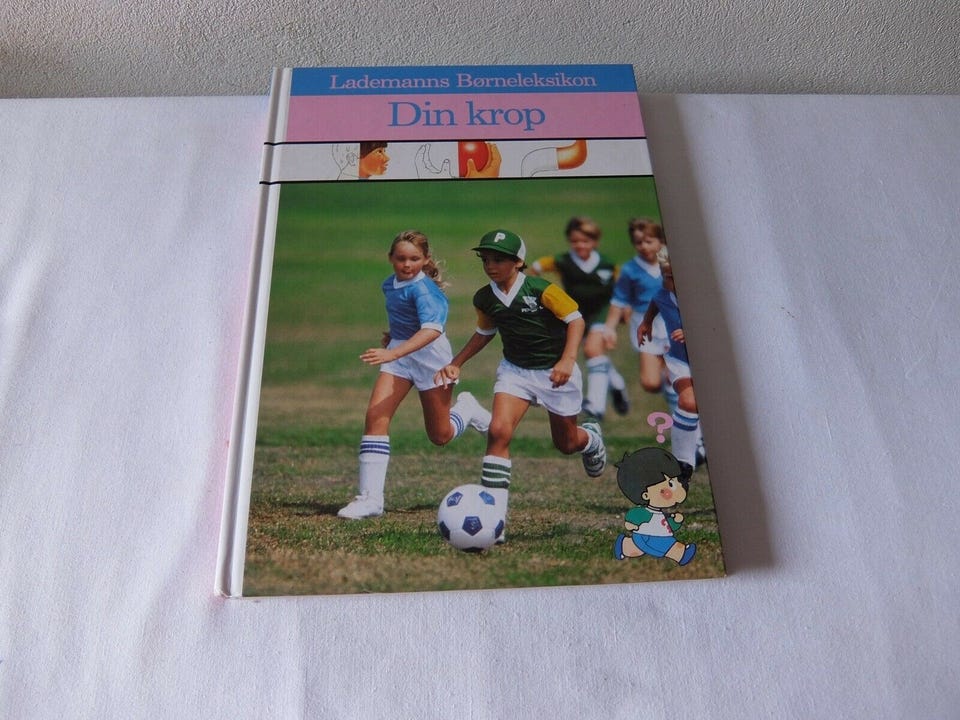 Lademanns Børneleksikon
Din krop
P
?